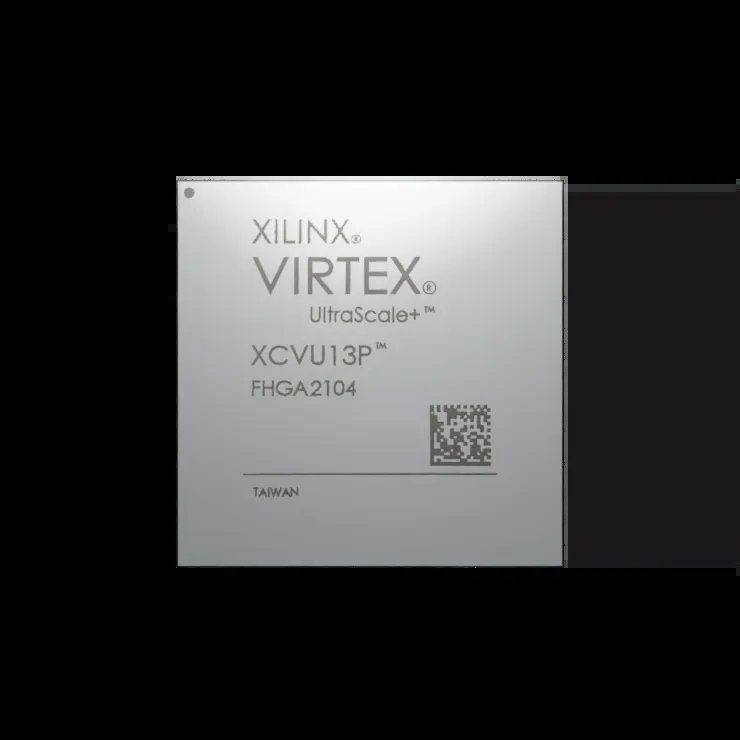 XILINX®
VIRTEX®
UltraScale+™
XCVU13P™
FHGA2104
TAIWAN